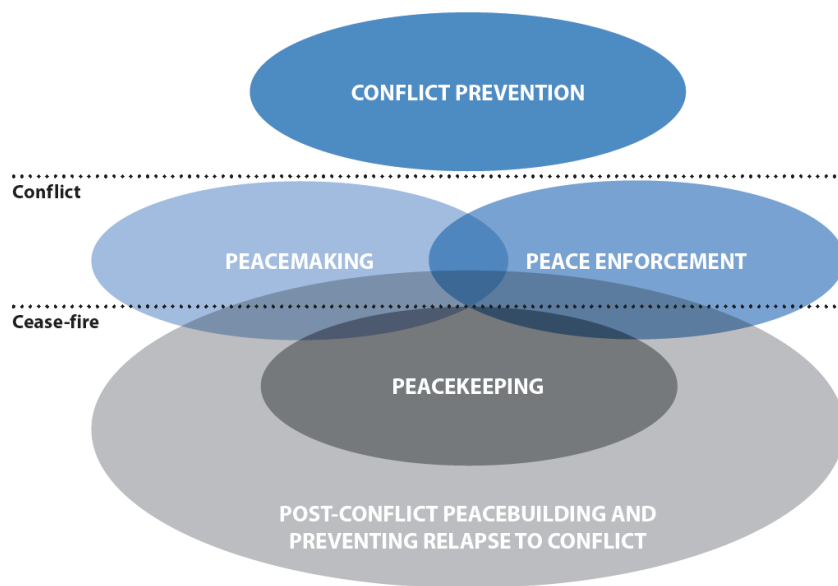 CONFLICT PREVENTION
Conflict
PEACEMAKING
PEACE ENFORCEMENT
Cease-fire
PEACEKEEPING
POST-CONFLICT PEACEBUILDING AND
PREVENTING RELAPSE TO CONFLICT